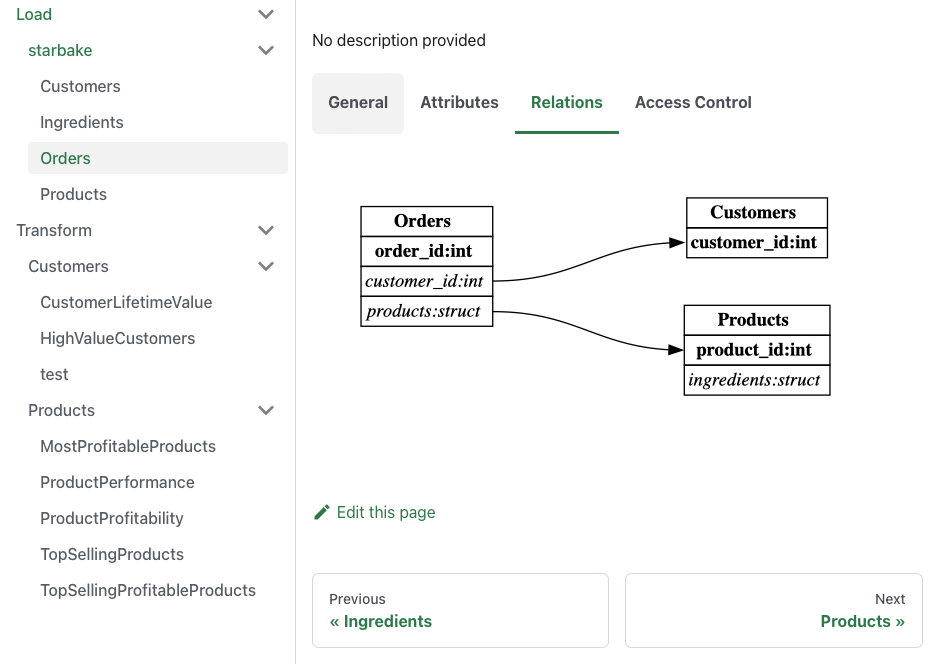 Load
starbake
Customers
Ingredients
Orders
Products
Transform
Customers
CustomerLifetimeValue
HighValueCustomers
test
Products
MostProfitableProducts
ProductPerformance
ProductProfitability
TopSellingProducts
TopSellingProfitableProducts
No description provided
General Attributes Relations Access Control
Orders
order_id:int
customer_id:int
products:struct
Customers
customer_id:int
Products
product_id:int
ingredients:struct
Edit this page
Previous
« Ingredients
Next
Products »